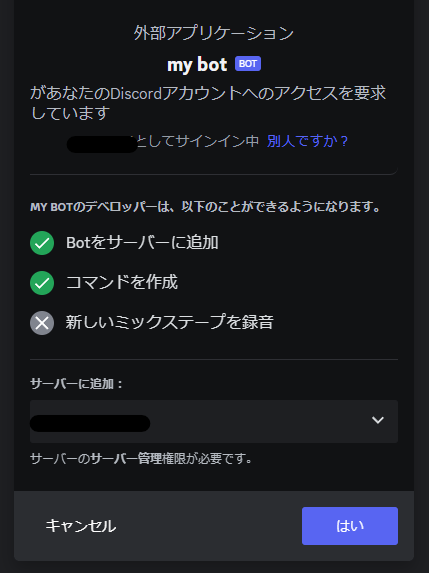 外部アプリケーション
my bot BOT
があなたのDiscordアカウントへのアクセスを要求
しています
としてサインイン中 別人ですか？
MY BOTのデベロッパーは、以下のことができるようになります。
Botをサーバーに追加
コマンドを作成
新しいミックステープを録音
サーバーに追加：
サーバーのサーバー管理権限が必要です。
キャンセル はい